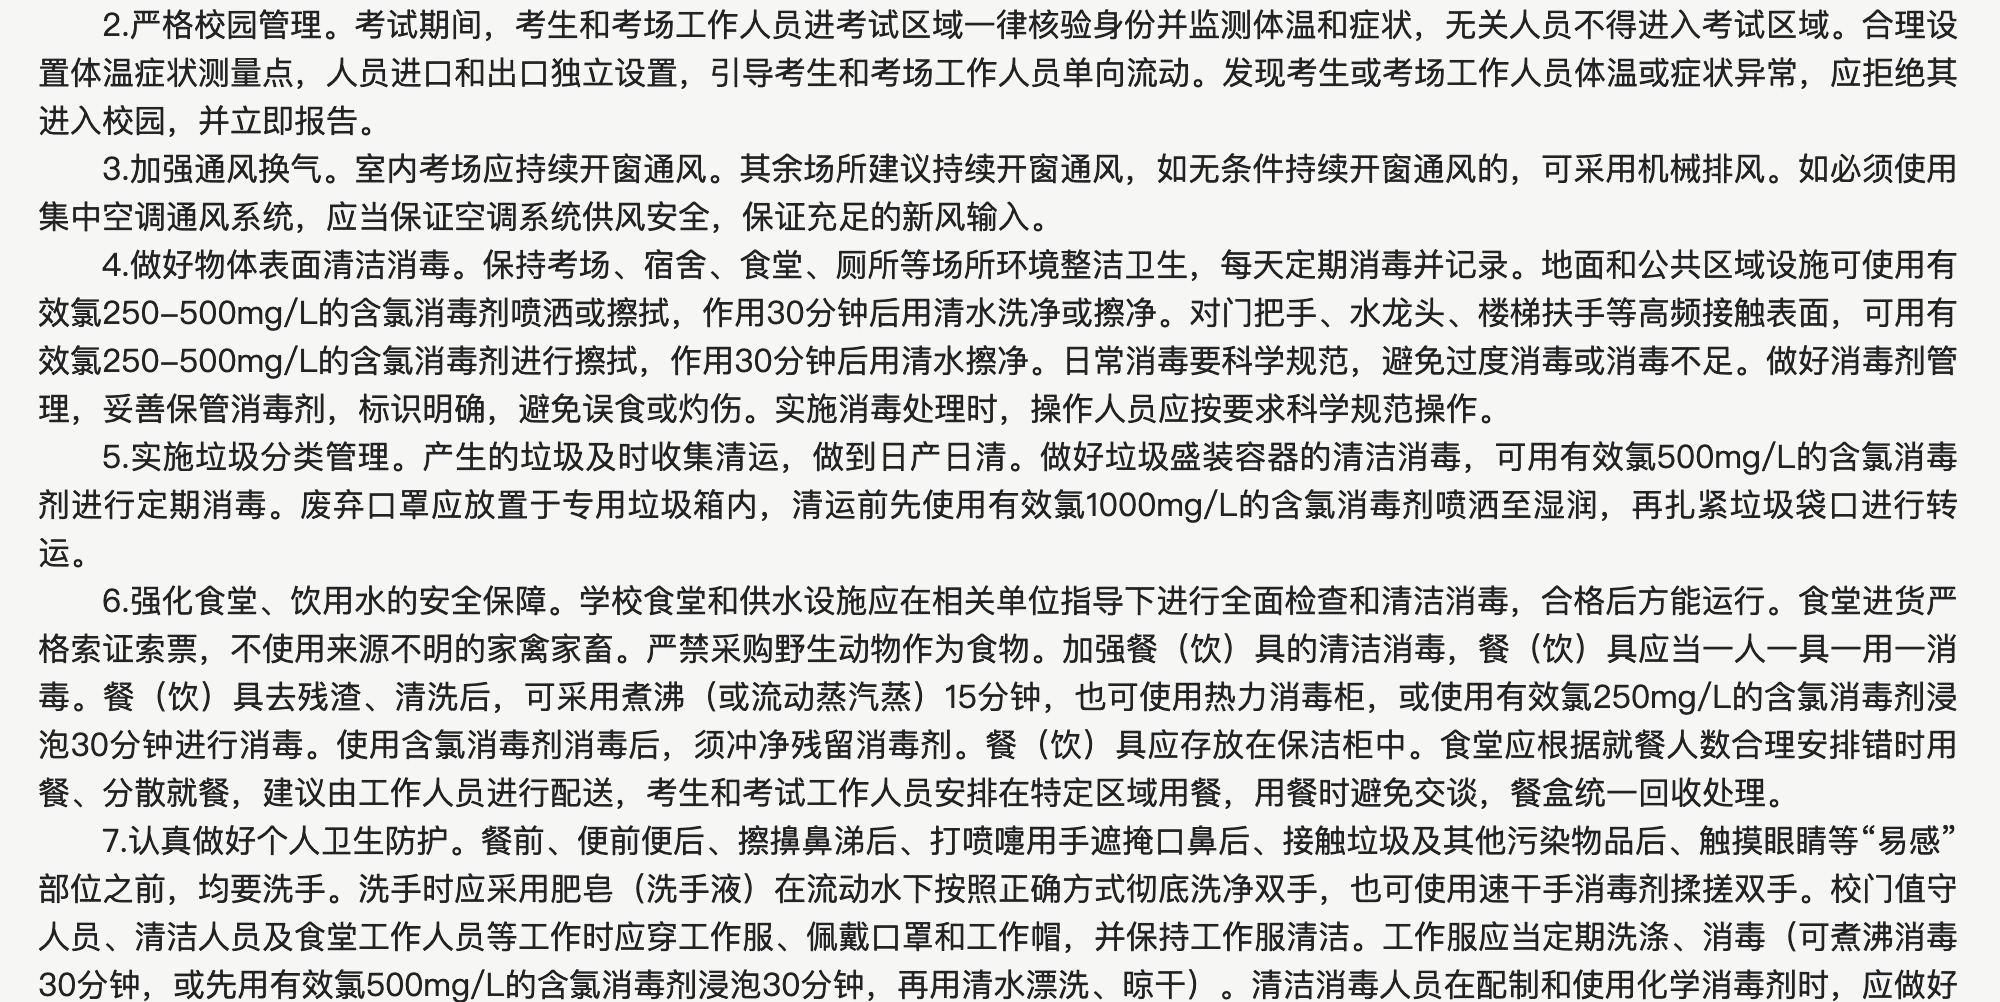 2.严格校园管理。考试期间，考生和考场工作人员进考试区域一律核验身份并监测体温和症状，无关人员不得进入考试区域。合理设
置体温症状测量点，人员进口和出口独立设置，引导考生和考场工作人员单向流动。发现考生或考场工作人员体温或症状异常，应拒绝其
进入校园，并立即报告。
3.加强通风换气。室内考场应持续开窗通风。其余场所建议持续开窗通风，如无条件持续开窗通风的，可采用机械排风。如必须使用
集中空调通风系统，应当保证空调系统供风安全，保证充足的新风输入。
4.做好物体表面清洁消毒。保持考场、宿舍、食堂、厕所等场所环境整洁卫生，每天定期消毒并记录。地面和公共区域设施可使用有
效氯250–500mg/L的含氯消毒剂喷洒或擦拭，作用30分钟后用清水洗净或擦净。对门把手、水龙头、楼梯扶手等高频接触表面，可用有
效氯250–500mg/L的含氯消毒剂进行擦拭，作用30分钟后用清水擦净。日常消毒要科学规范，避免过度消毒或消毒不足。做好消毒剂管
理，妥善保管消毒剂，标识明确，避免误食或灼伤。实施消毒处理时，操作人员应按要求科学规范操作。
5.实施垃圾分类管理。产生的垃圾及时收集清运，做到日产日清。做好垃圾盛装容器的清洁消毒，可用有效氯500mg/L的含氯消毒
剂进行定期消毒。废弃口罩应放置于专用垃圾箱内，清运前先使用有效氯1000mg/L的含氯消毒剂喷洒至湿润，再扎紧垃圾袋口进行转
运。
6.强化食堂、饮用水的安全保障。学校食堂和供水设施应在相关单位指导下进行全面检查和清洁消毒，合格后方能运行。食堂进货严
格索证索票，不使用来源不明的家禽家畜。严禁采购野生动物作为食物。加强餐（饮）具的清洁消毒，餐（饮）具应当一人一具一用一消
毒。餐（饮）具去残渣、清洗后，可采用煮沸（或流动蒸汽蒸）15分钟，也可使用热力消毒柜，或使用有效氯250mg/L的含氯消毒剂浸
泡30分钟进行消毒。使用含氯消毒剂消毒后，须冲净残留消毒剂。餐（饮）具应存放在保洁柜中。食堂应根据就餐人数合理安排错时用
餐、分散就餐，建议由工作人员进行配送，考生和考试工作人员安排在特定区域用餐，用餐时避免交谈，餐盒统一回收处理。
7.认真做好个人卫生防护。餐前、便前便后、擦擤鼻涕后、打喷嚏用手遮掩口鼻后、接触垃圾及其他污染物品后、触摸眼睛等“易感”
部位之前，均要洗手。洗手时应采用肥皂（洗手液）在流动水下按照正确方式彻底洗净双手，也可使用速干手消毒剂揉搓双手。校门值守
人员、清洁人员及食堂工作人员等工作时应穿工作服、佩戴口罩和工作帽，并保持工作服清洁。工作服应当定期洗涤、消毒（可煮沸消毒
30分钟，或先用有效氯500mg/L的含氯消毒剂浸泡30分钟，再用清水漂洗、晾干）。清洁消毒人员在配制和使用化学消毒剂时，应做好